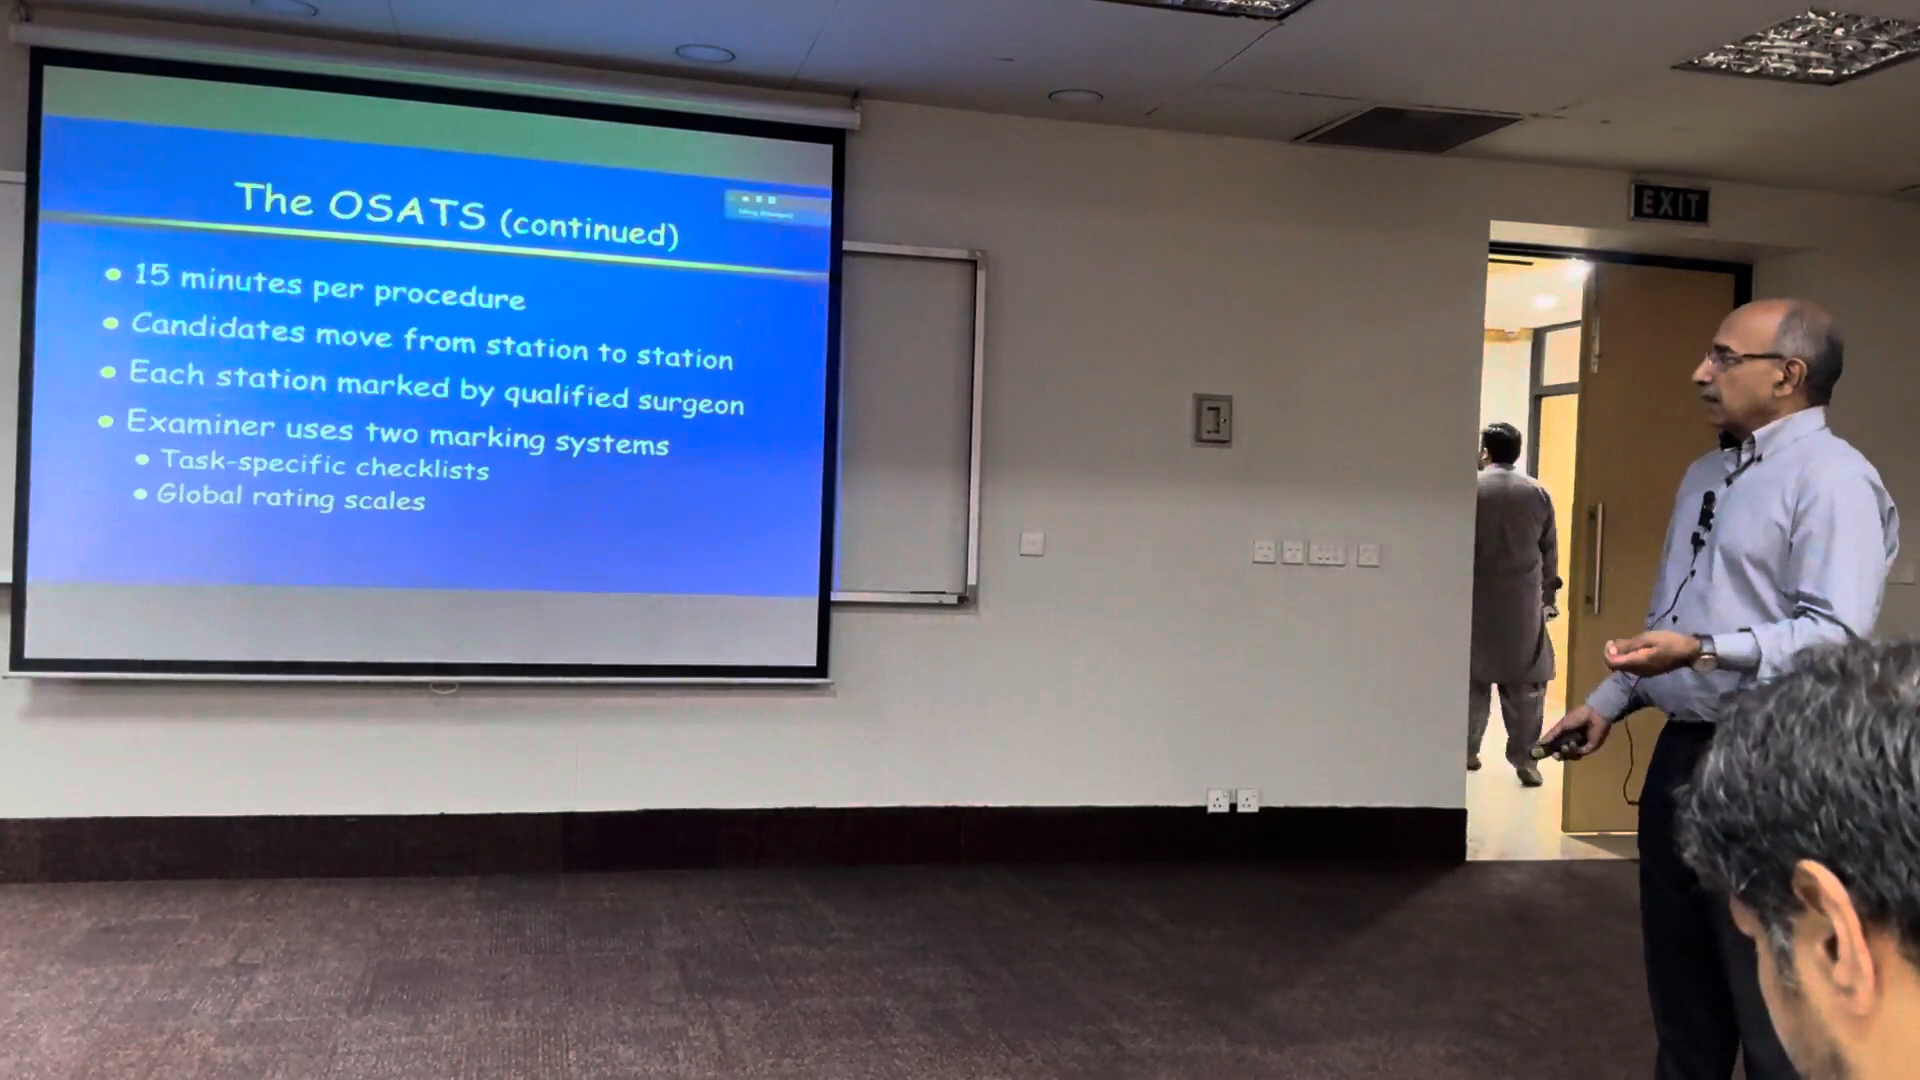 The OSATS (continued)
• 15 minutes per procedure
• Candidates move from station to station
• Each station marked by qualified surgeon
• Examiner uses two marking systems
• Task-specific checklists
• Global rating scales
EXIT